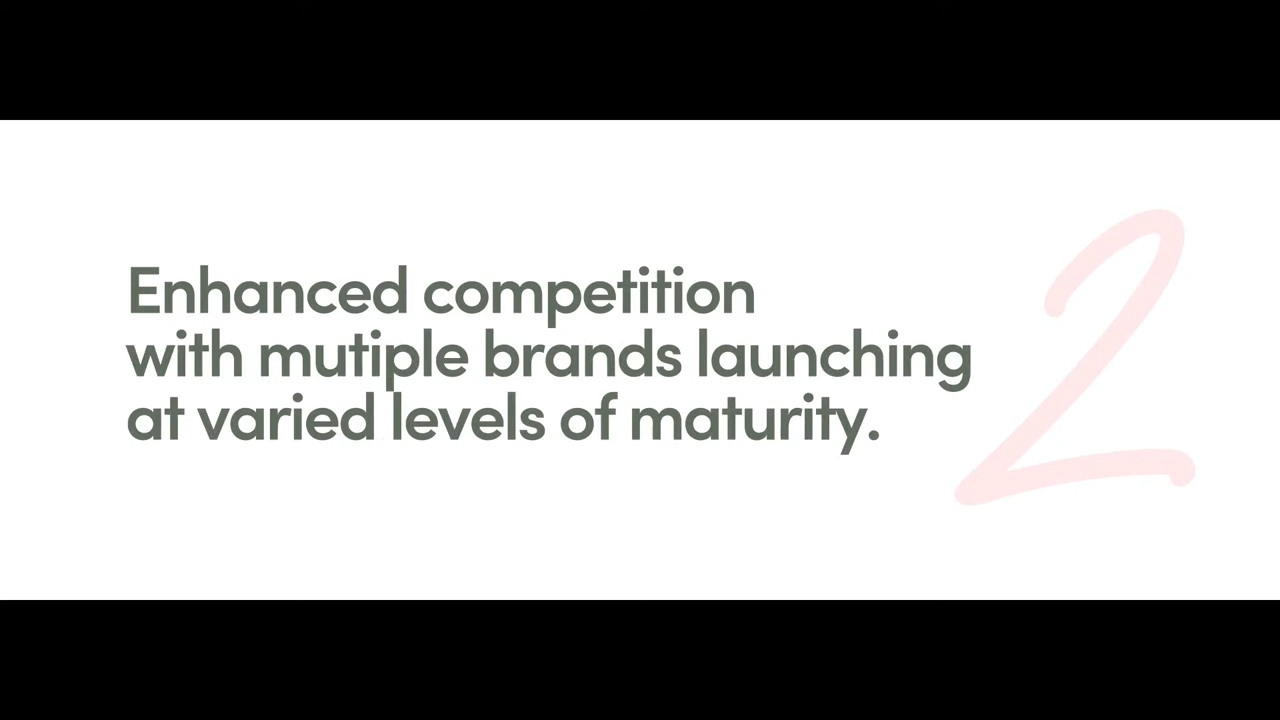 Enhanced competition
with mutiple brands launching
at varied levels of maturity.
2